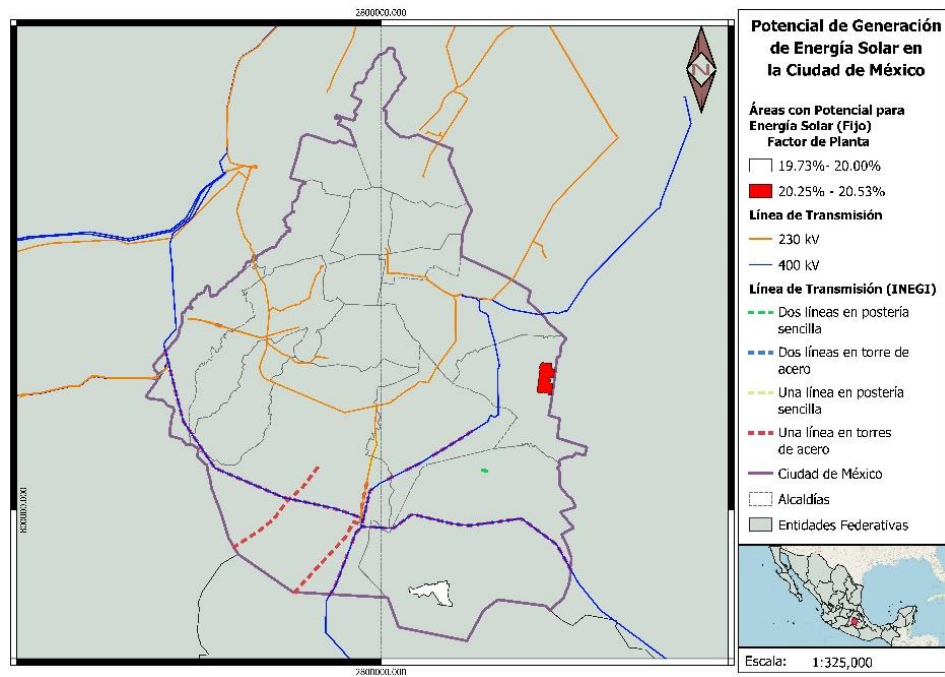 2800000.000
Potencial de Generación
de Energía Solar en
la Ciudad de México
N
Áreas con Potencial para
Energía Solar (Fijo)
Factor de Planta
19.73%- 20.00%
20.25% - 20.53%
Línea de Transmisión
230 kV
400 kV
Línea de Transmisión (INEGI)
Dos líneas en postería
sencilla
Dos líneas en torre de
acero
Una línea en postería
sencilla
Una línea en torres
de acero
Ciudad de México
Alcaldías
Entidades Federativas
Escala: 1:325,000
2800000.000